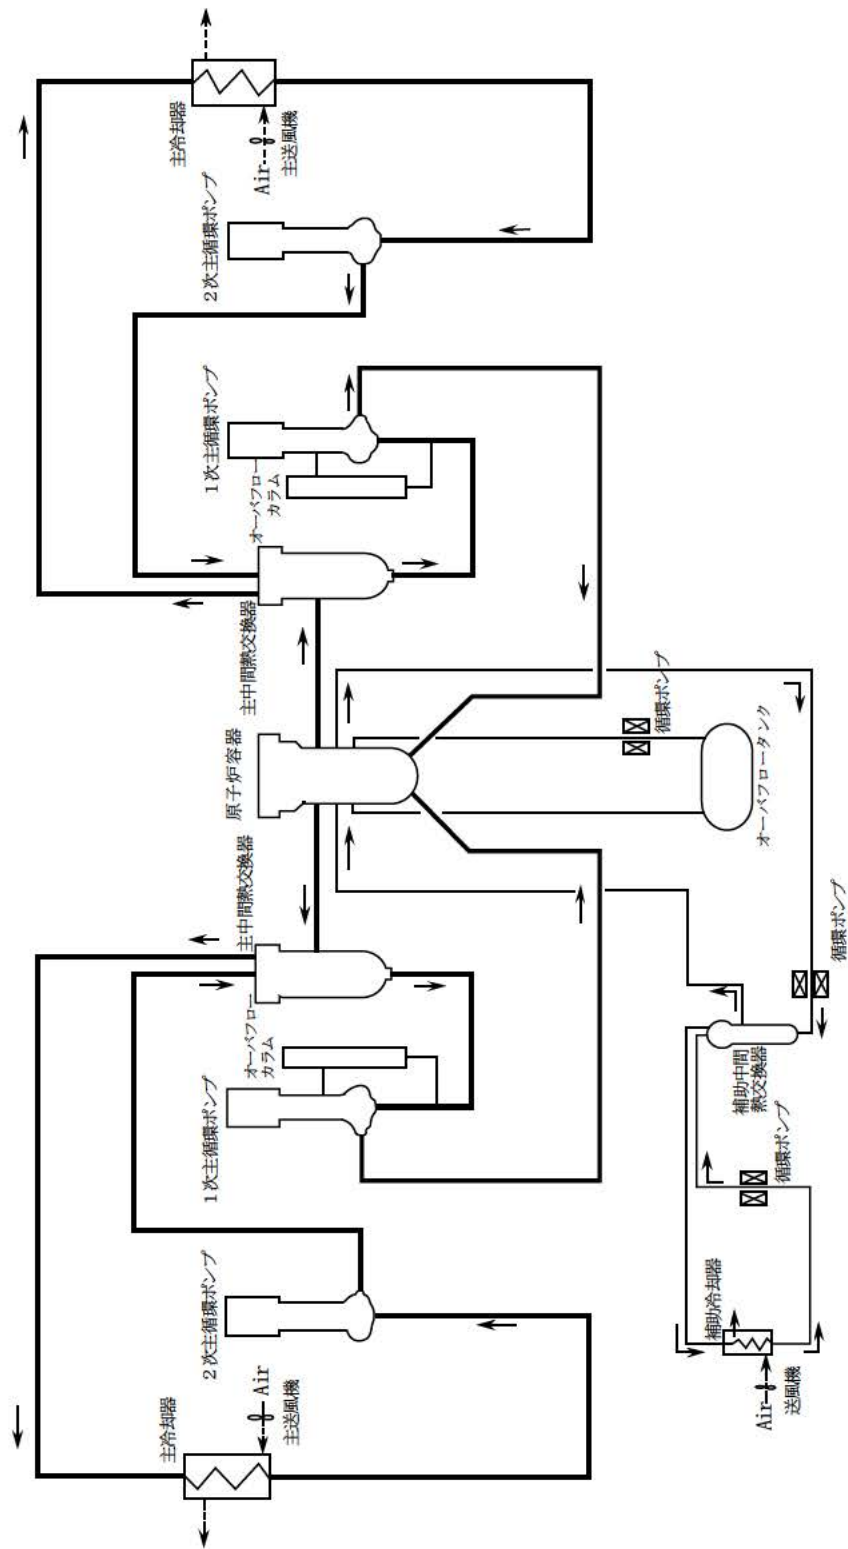 主冷却器
Air
主送風機
2次主循環ポンプ
1次主循環ポンプ
オーバフロー
カラム
主中間熱交換器
原子炉容器
循環ポンプ
オーバフロータンク
主中間熱交換器
オーバフロー
カラム
1次主循環ポンプ
2次主循環ポンプ
主冷却器
Air
主送風機
循環ポンプ
補助中間
熱交換器
循環ポンプ
補助冷却器
Air
送風機